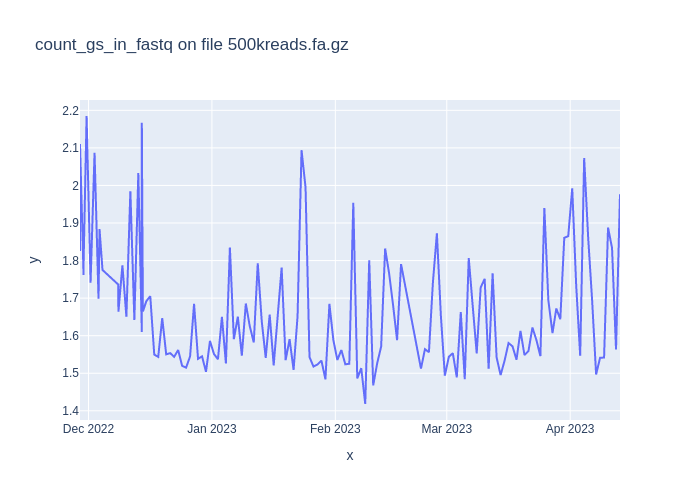 count_gs_in_fastq on file 500kreads.fa.gz
2.2
2.1
2
1.9
1.8
1.7
1.6
1.5
1.4
y
Dec 2022 Jan 2023 Feb 2023 Mar 2023 Apr 2023
x